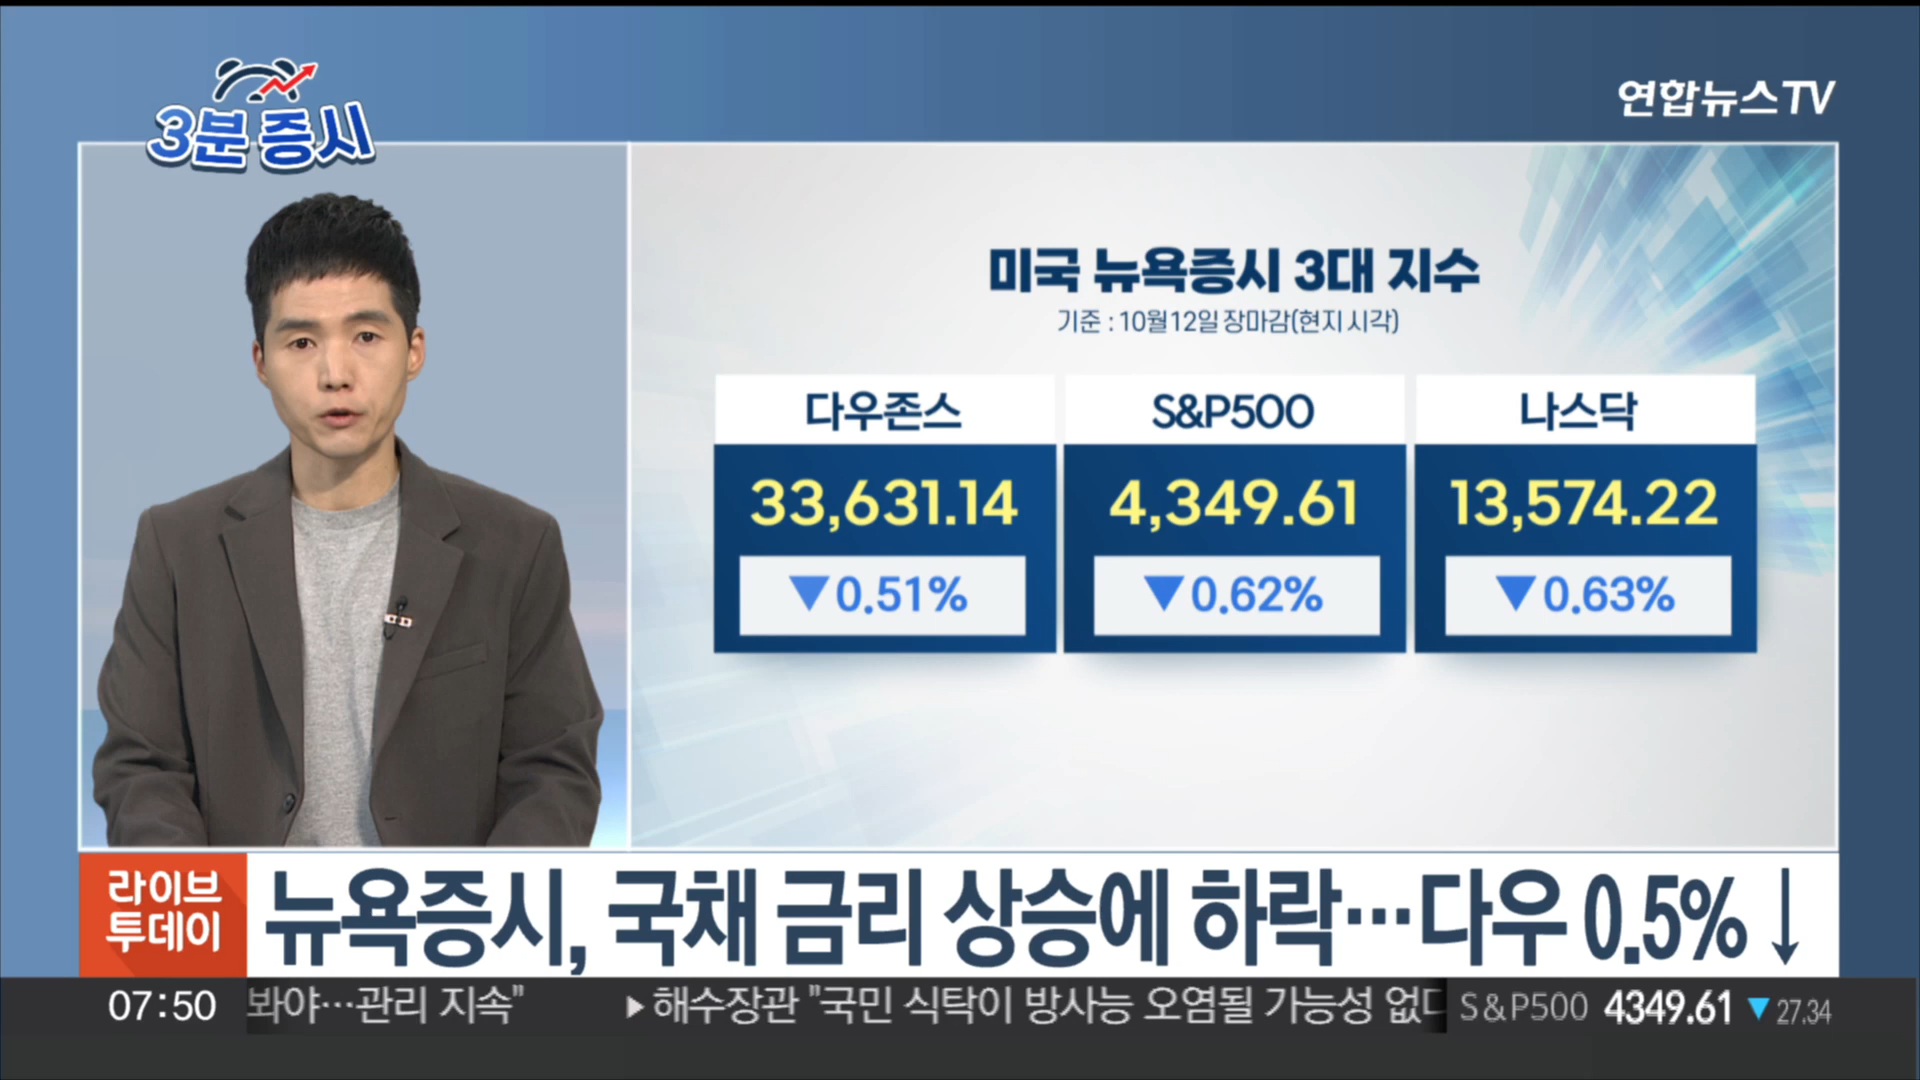 3분 증시
연합뉴스TV
미국 뉴욕증시 3대 지수
기준 : 10월12일 장마감(현지시각)
다우존스
S&P500
나스닥
33,631.14
4,349.61
13,574.22
▼0.51%
▼0.62%
▼0.63%
라이브
투데이
뉴욕증시, 국채 금리 상승에 하락…다우 0.5%↓
07:50
봐야…관리 지속"
▶해수장관 "국민 식탁이 방사능 오염될 가능성 없다
S&P500 4349.61 ▼27.34